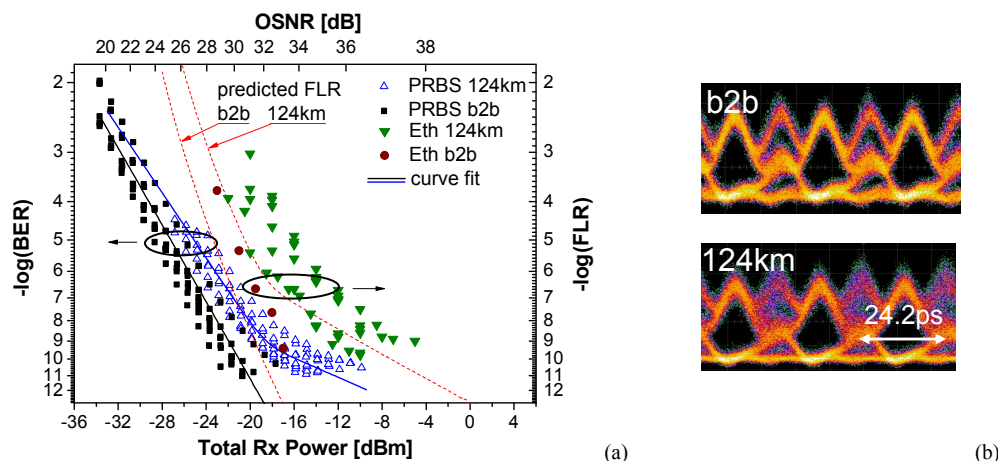 OSNR [dB]
20 22 24 26 28 30 32 34 36 38
2
3
4
5
6
7
8
9
10
11
12
-log(BER)
predicted FLR
b2b 124km
PRBS 124km
PRBS b2b
Eth 124km
Eth b2b
curve fit
2
3
4
5
6
7
8
9
10
11
12
-log(FLR)
-36 -32 -28 -24 -20 -16 -12 -8 -4 0 4
Total Rx Power [dBm]
(a)
b2b
124km
24.2ps
(b)